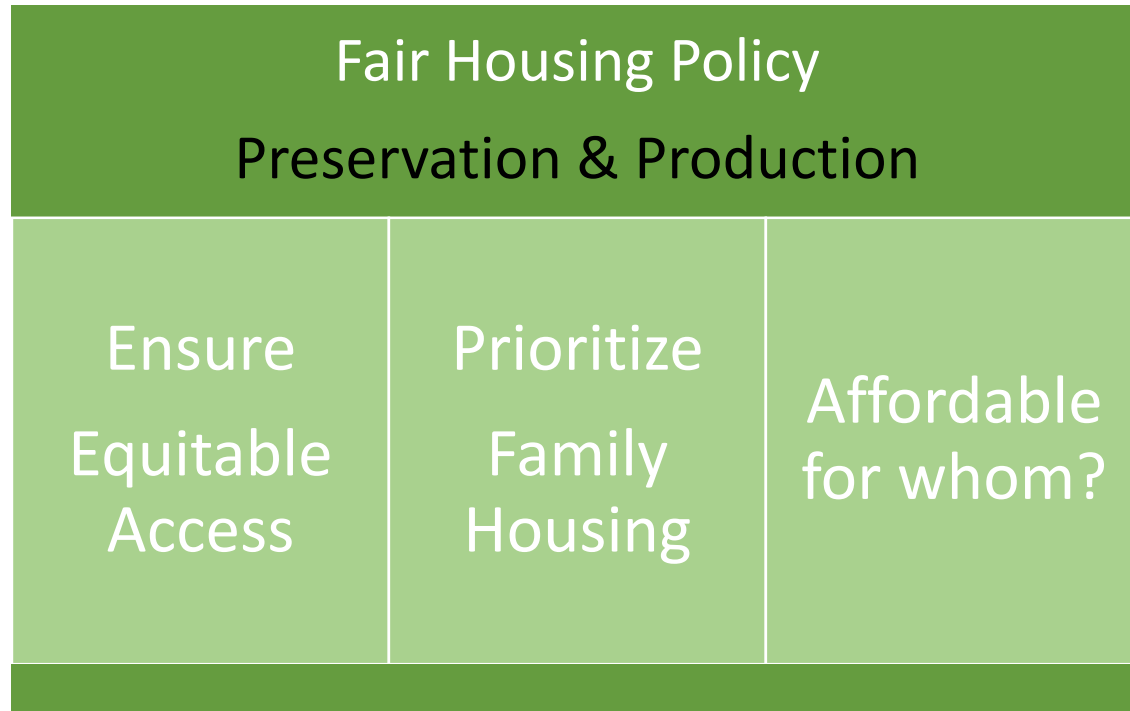 Fair Housing Policy
Preservation & Production
Ensure
Equitable
Access
Prioritize
Family
Housing
Affordable
for whom?